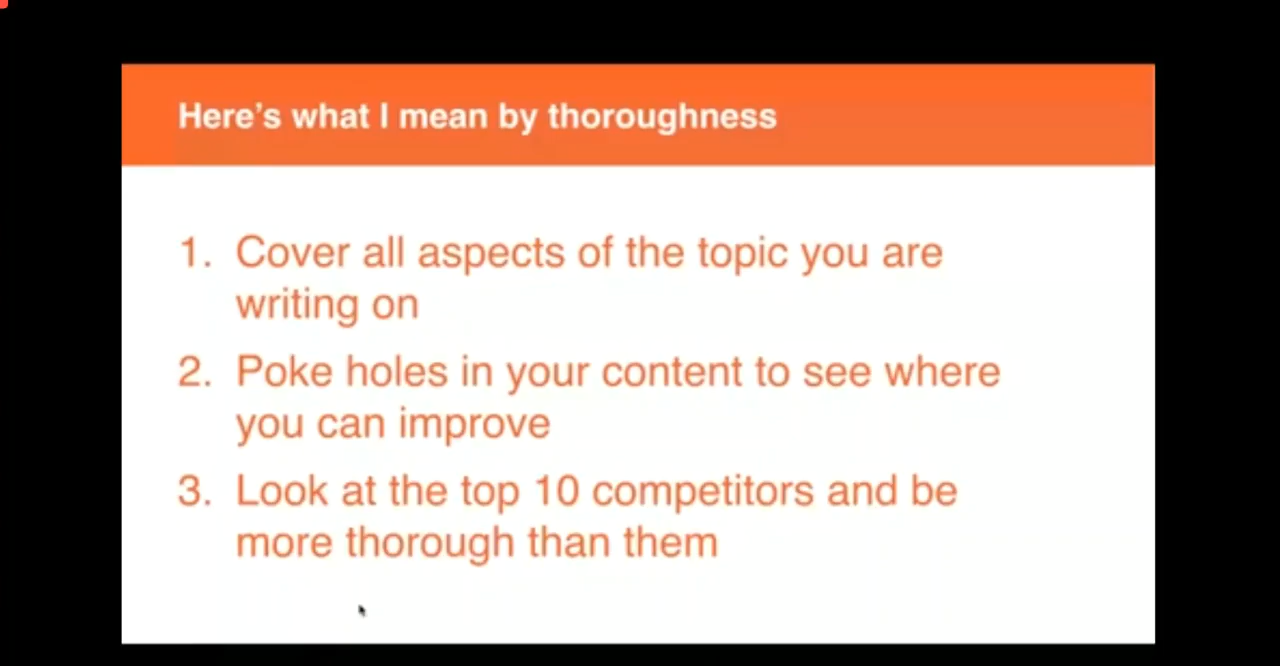 Here’s what I mean by thoroughness
1. Cover all aspects of the topic you are
writing on
2. Poke holes in your content to see where
you can improve
3. Look at the top 10 competitors and be
more thorough than them